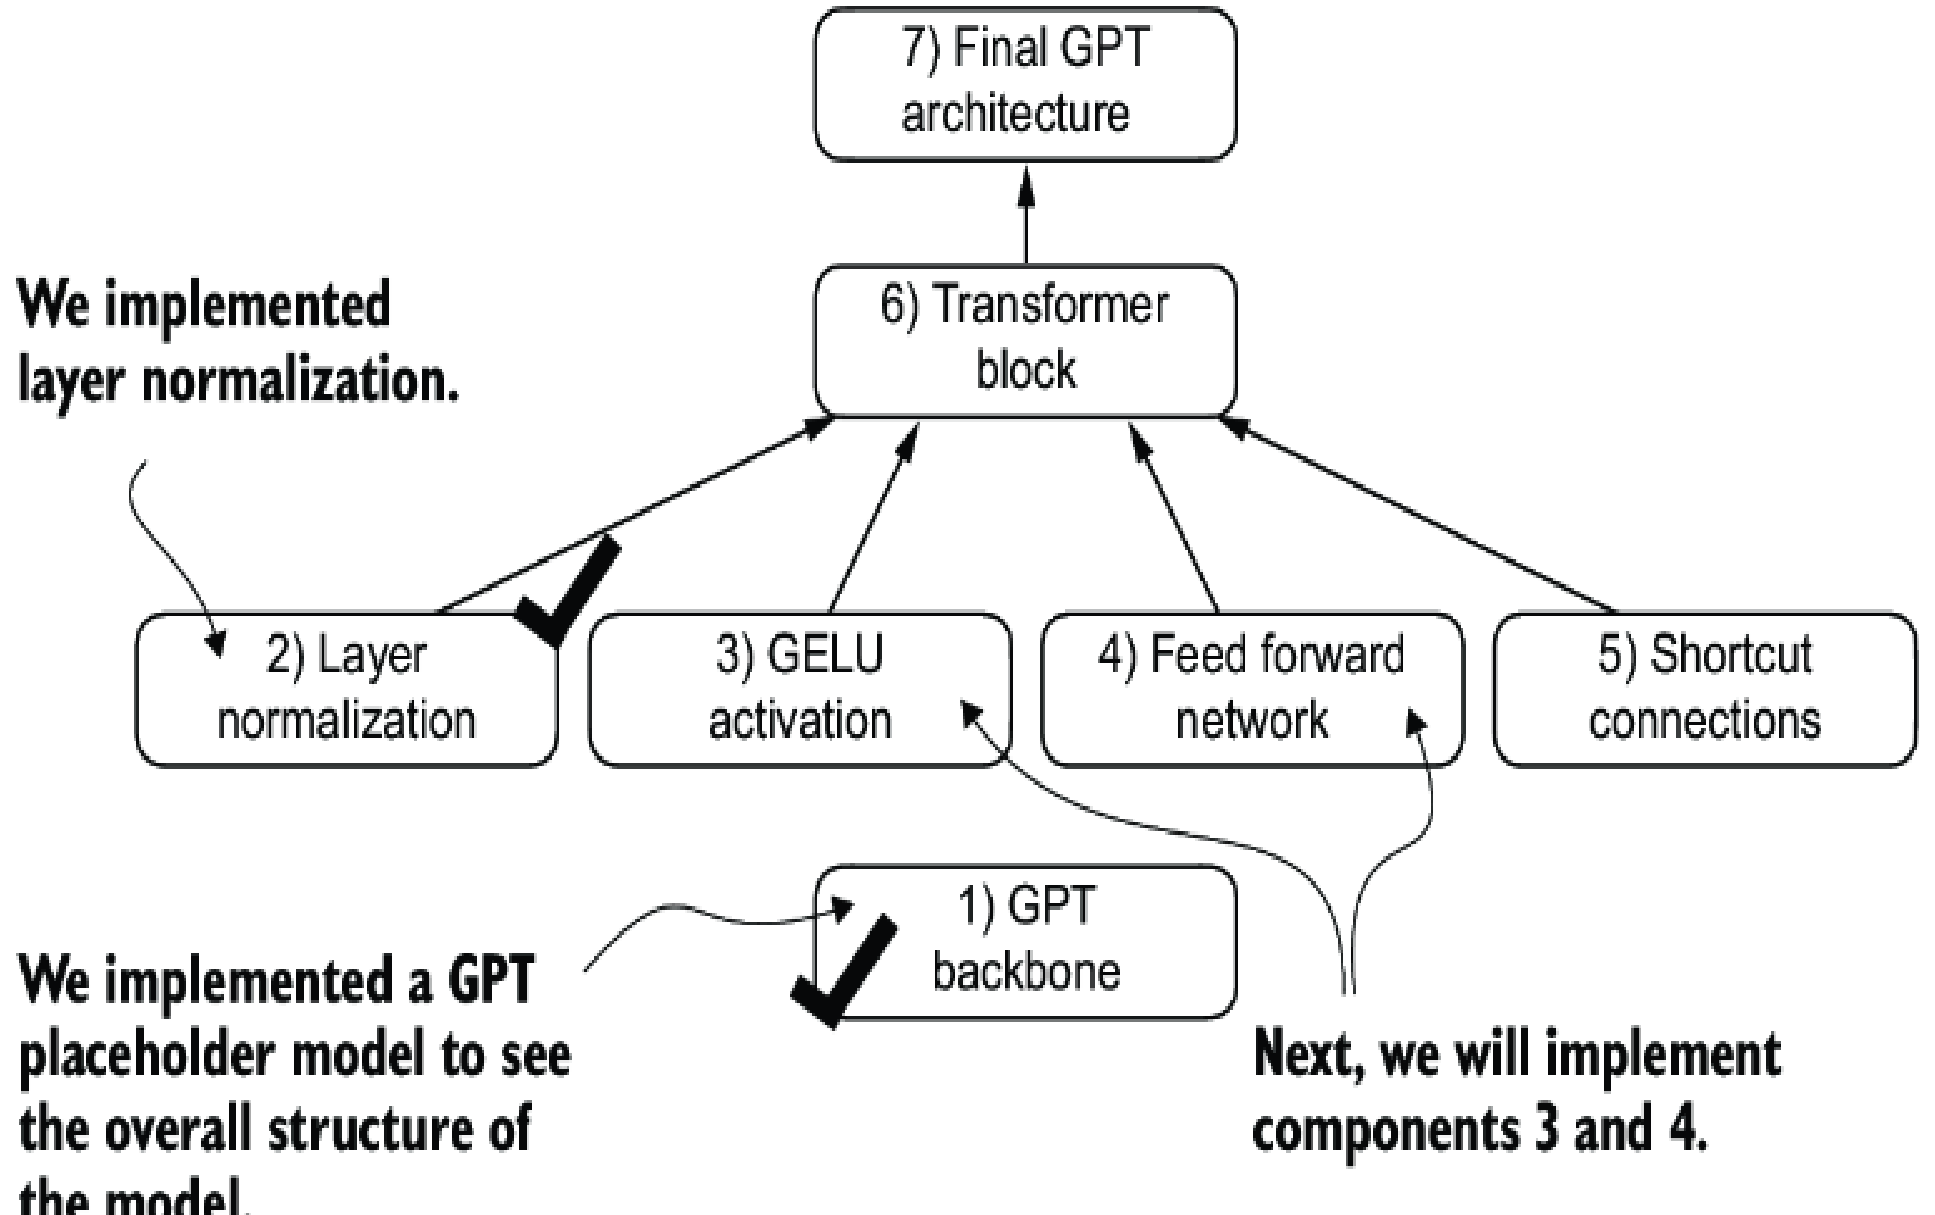 7) Final GPT
architecture
6) Transformer
block
We implemented
layer normalization.
2) Layer
normalization
3) GELU
activation
4) Feed forward
network
5) Shortcut
connections
1) GPT
backbone
We implemented a GPT
placeholder model to see
the overall structure of
the model.
Next, we will implement
components 3 and 4.